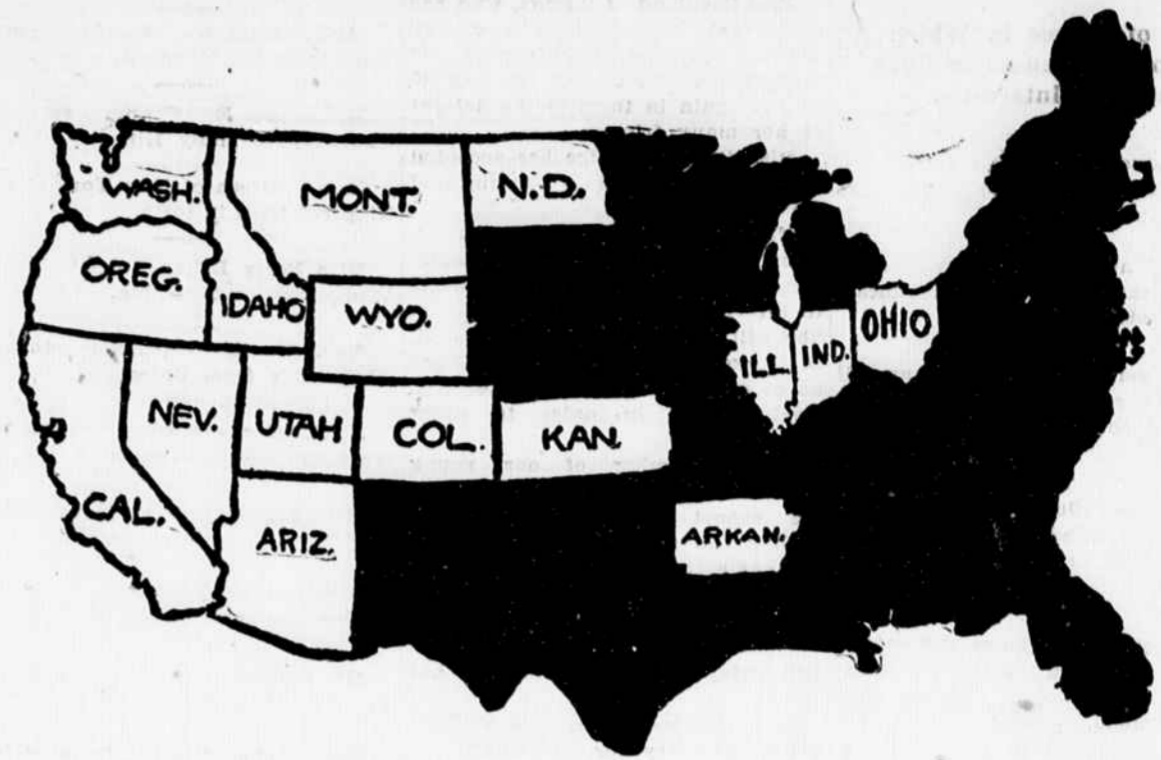 WASH.
MONT.
N.D.
OREG.
IDAHO
WYO.
ILL
IND.
OHIO
NEV.
UTAH
COL.
KAN.
CAL.
ARIZ.
ARKAN.